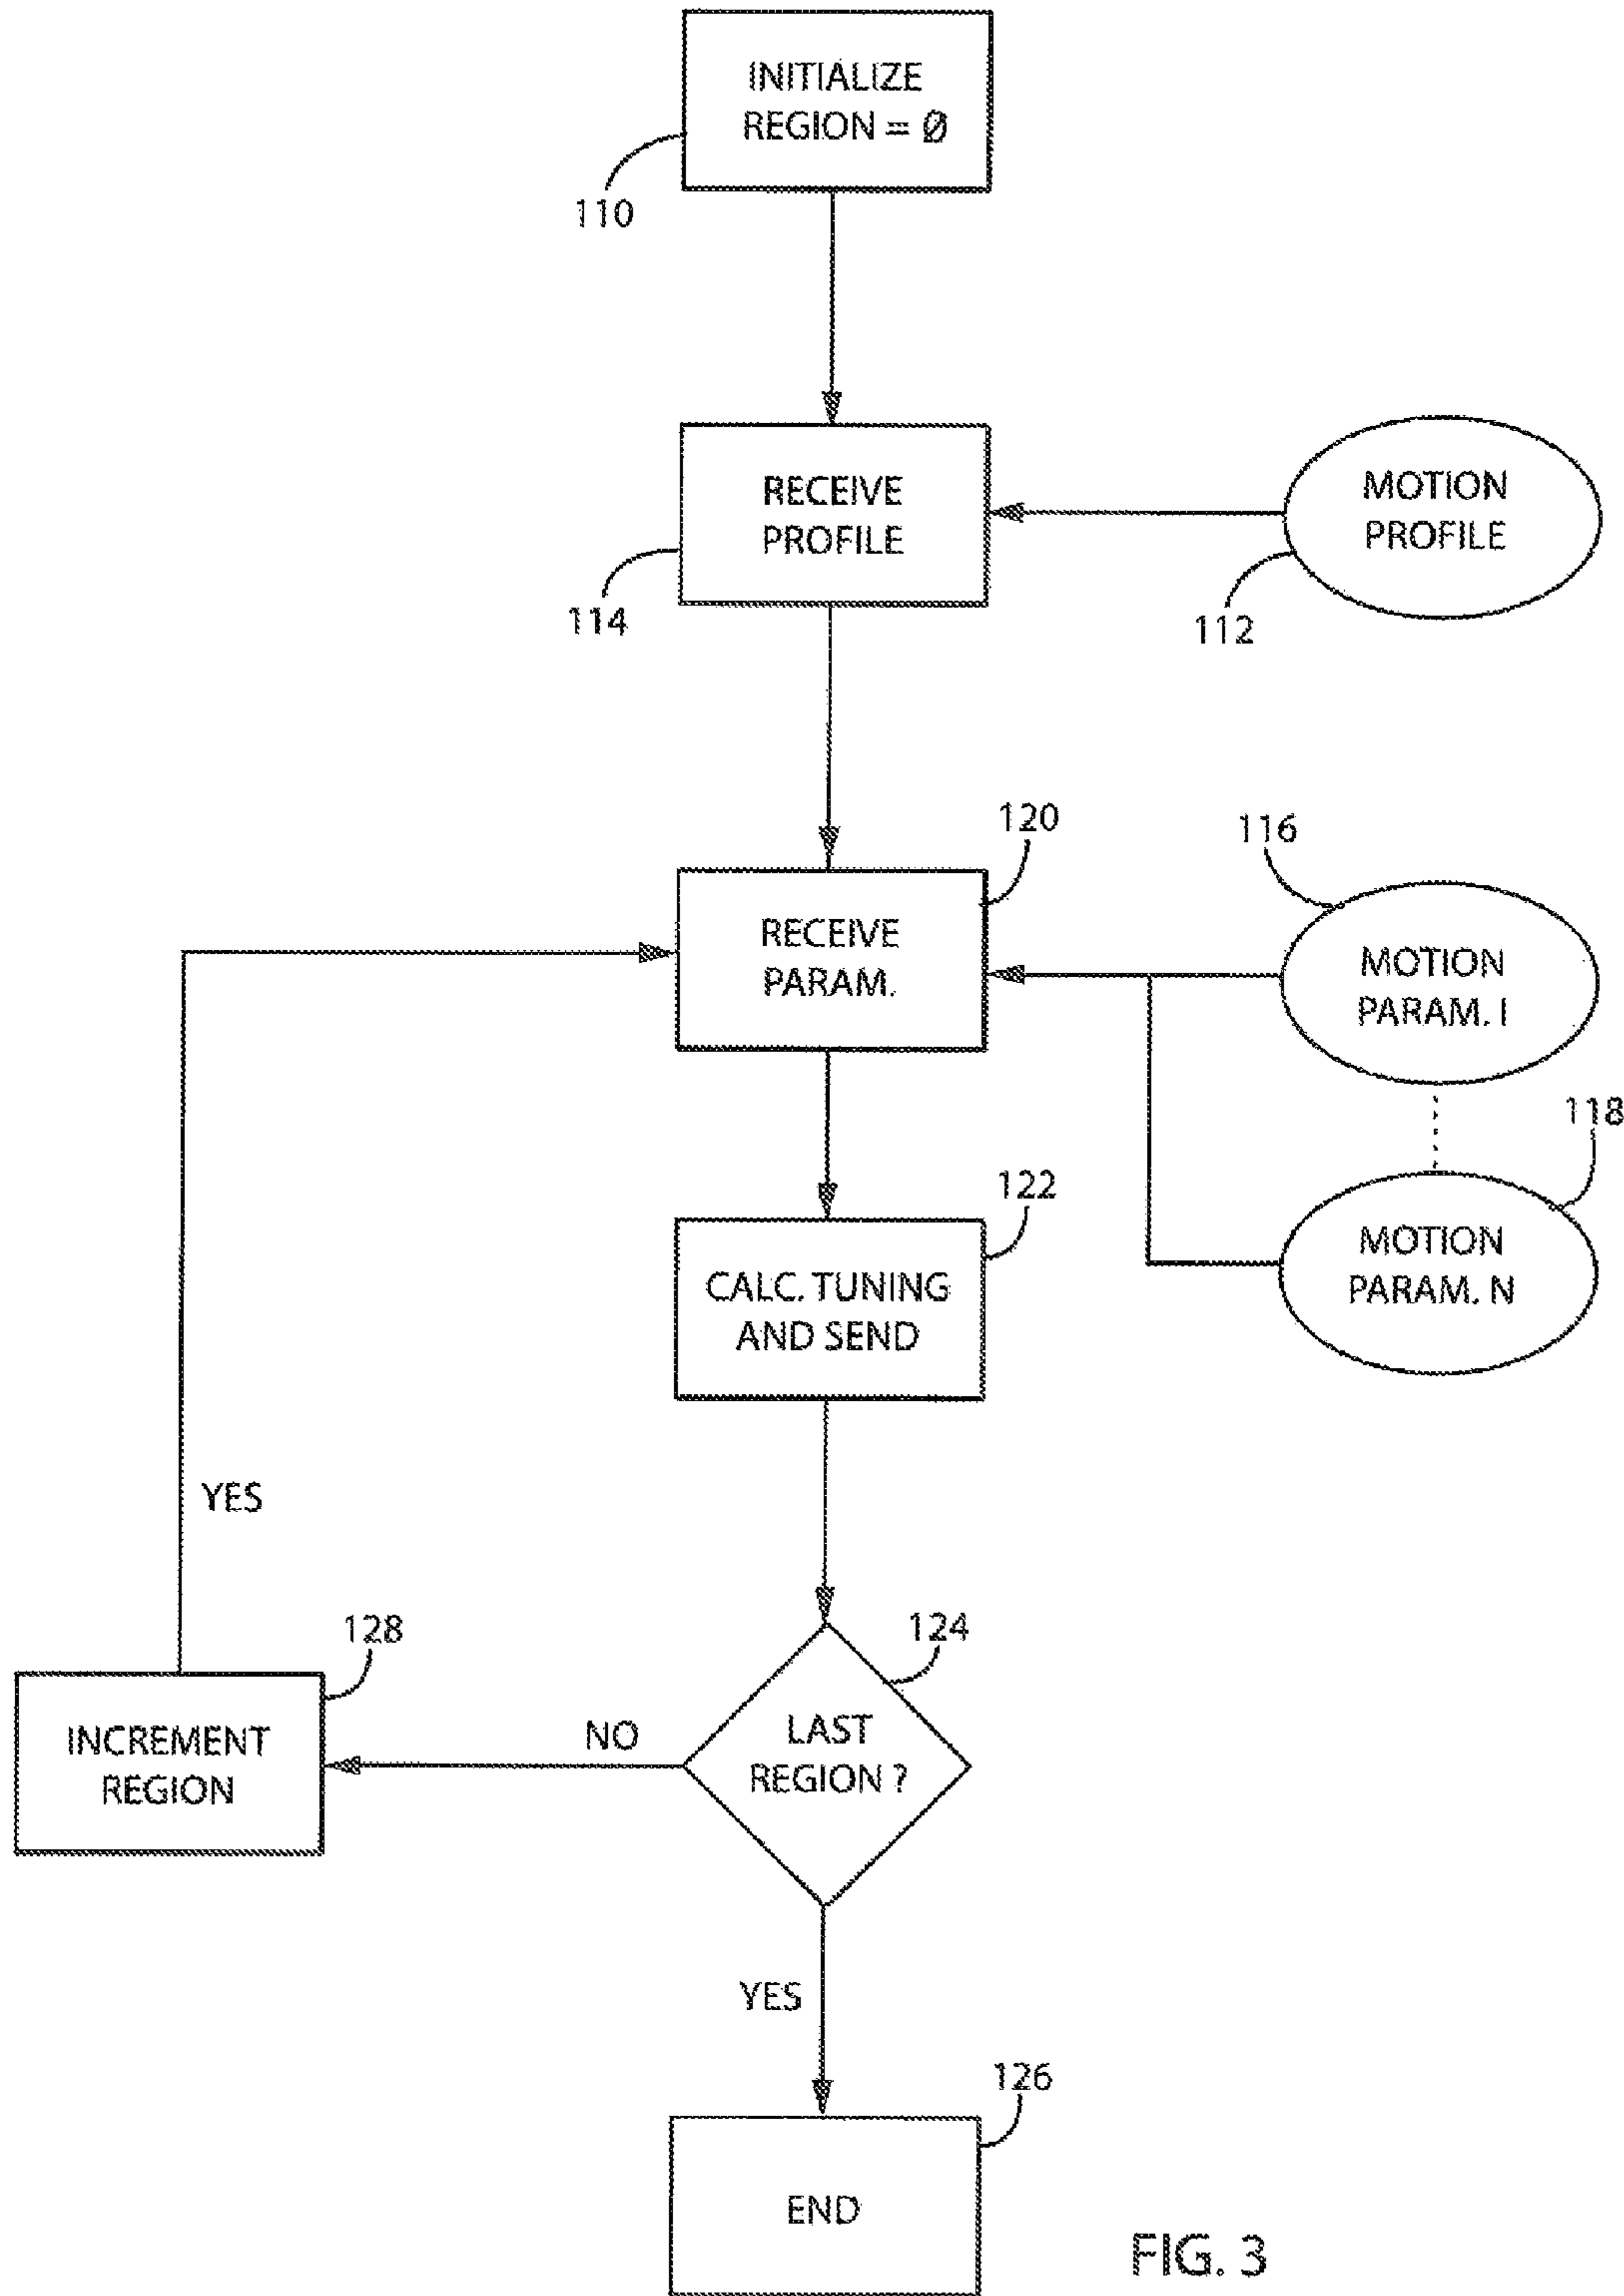 INITIALIZE
REGION = Ø
110
RECEIVE
PROFILE
114
MOTION
PROFILE
112
120
RECEIVE
PARAM.
116
MOTION
PARAM. I
118
MOTION
PARAM. N
122
CALC. TUNING
AND SEND
YES
128
INCREMENT
REGION
NO
124
LAST
REGION ?
YES
126
END
FIG. 3